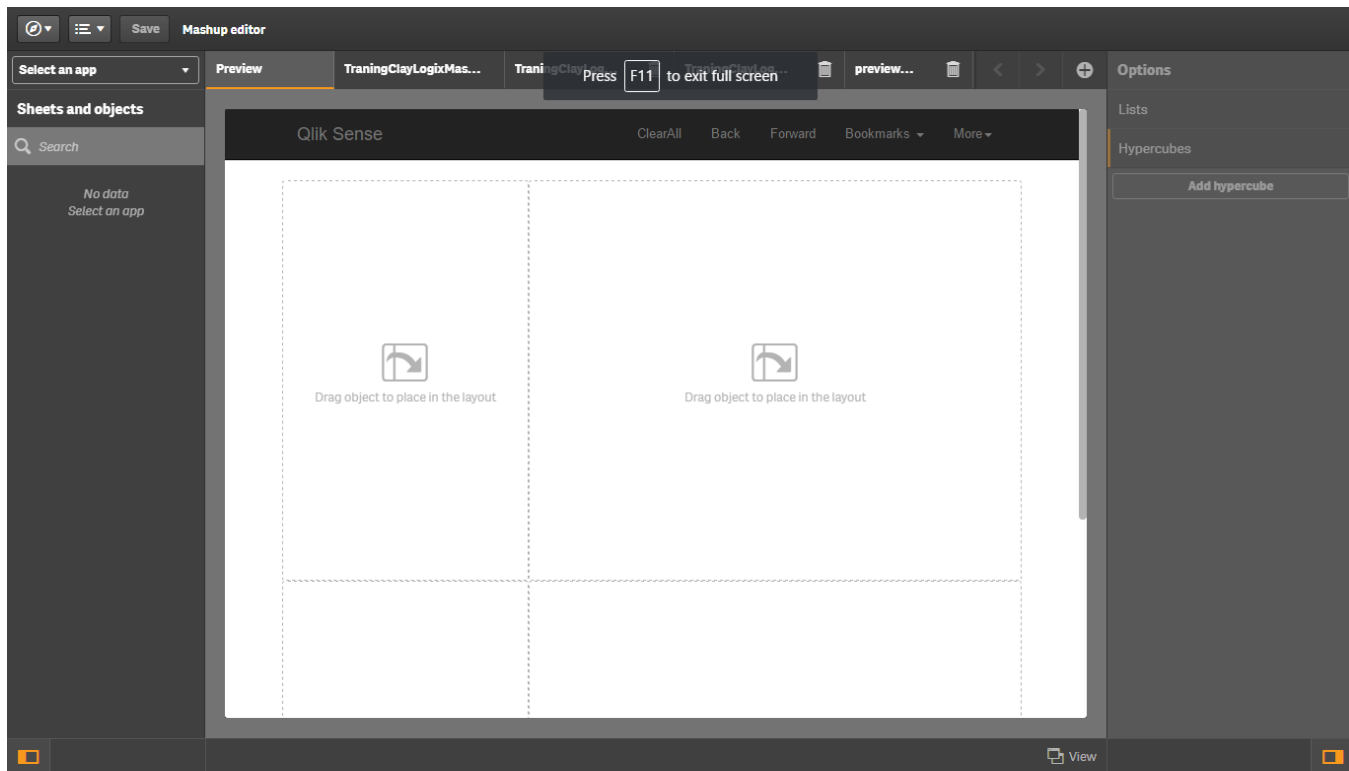 Save
Mashup editor
Select an app
Preview
TraningClayLogixMas...
TraningClayLog...
TraningClayLog...
preview...
Press F11 to exit full screen
Options
Sheets and objects
Search
No data
Select an app
Qlik Sense
ClearAll
Back
Forward
Bookmarks
More
Lists
Hypercubes
Add hypercube
Drag object to place in the layout
Drag object to place in the layout
View